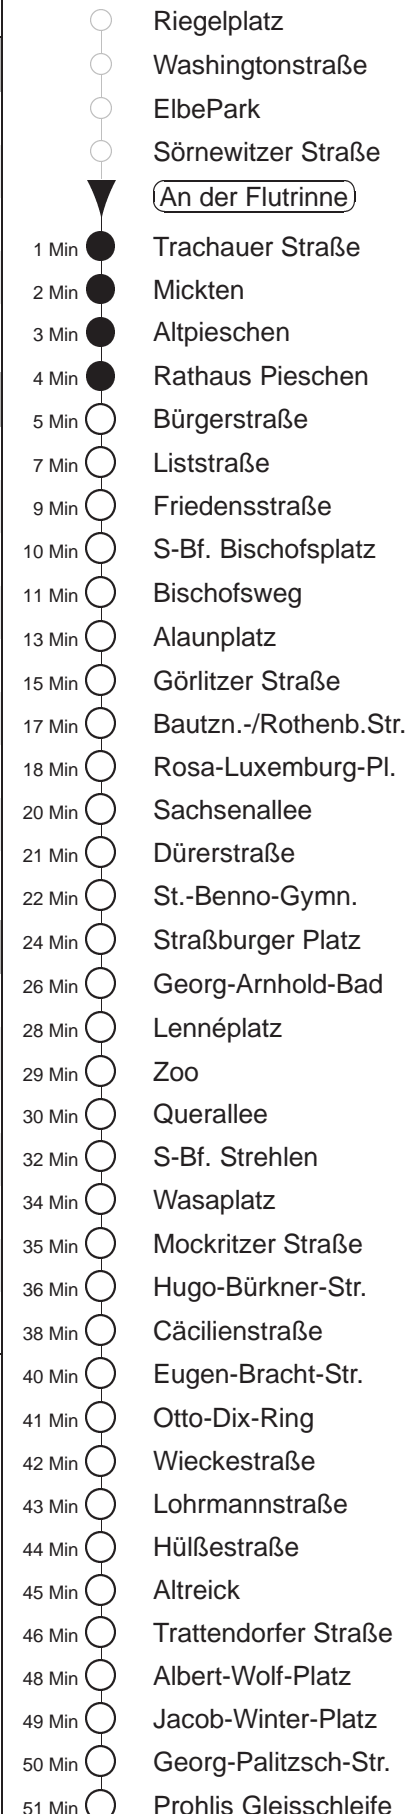 Riegelplatz
Washingtonstraße
ElbePark
Sörnewitzer Straße
An der Flutrinne
1 Min Trachauer Straße
2 Min Mickten
3 Min Altpieschen
4 Min Rathaus Pieschen
5 Min Bürgerstraße
7 Min Liststraße
9 Min Friedensstraße
10 Min S-Bf. Bischofsplatz
11 Min Bischofsweg
13 Min Alaunplatz
15 Min Görlitzer Straße
17 Min Bautzn.-/Rothenb.Str.
18 Min Rosa-Luxemburg-Pl.
20 Min Sachsenallee
21 Min Dürerstraße
22 Min St.-Benno-Gymn.
24 Min Straßburger Platz
26 Min Georg-Arnhold-Bad
28 Min Lennéplatz
29 Min Zoo
30 Min Querallee
32 Min S-Bf. Strehlen
34 Min Wasaplatz
35 Min Mockritzer Straße
36 Min Hugo-Bürkner-Str.
38 Min Cäcilienstraße
40 Min Eugen-Bracht-Str.
41 Min Otto-Dix-Ring
42 Min Wieckestraße
43 Min Lohrmannstraße
44 Min Hülßestraße
45 Min Altreick
46 Min Trattendorfer Straße
48 Min Albert-Wolf-Platz
49 Min Jacob-Winter-Platz
50 Min Georg-Palitzsch-Str.
51 Min Prohlis Gleisschleife